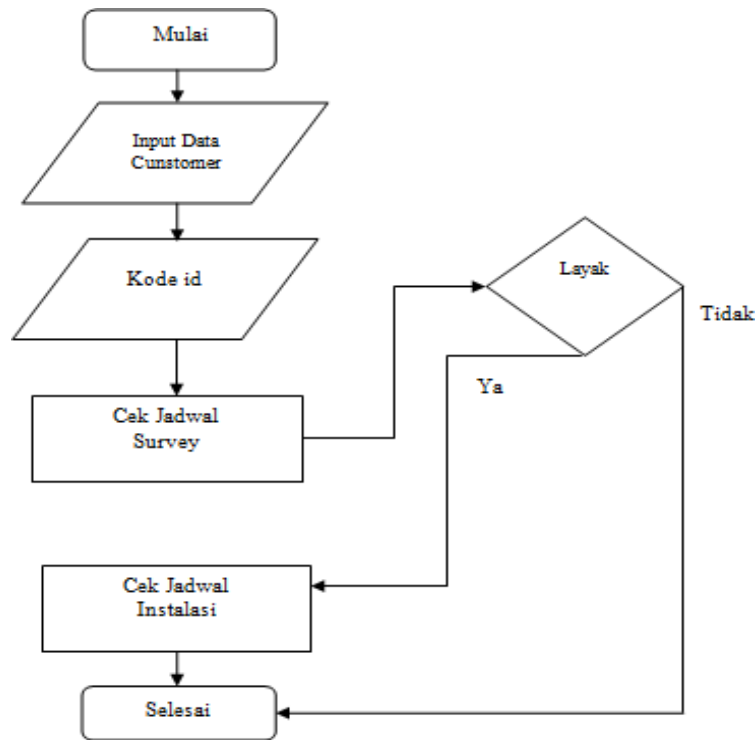 Mulai
Input Data
Cunstomer
Kode id
Layak
Tidak
Ya
Cek Jadwal
Survey
Cek Jadwal
Instalasi
Selesai